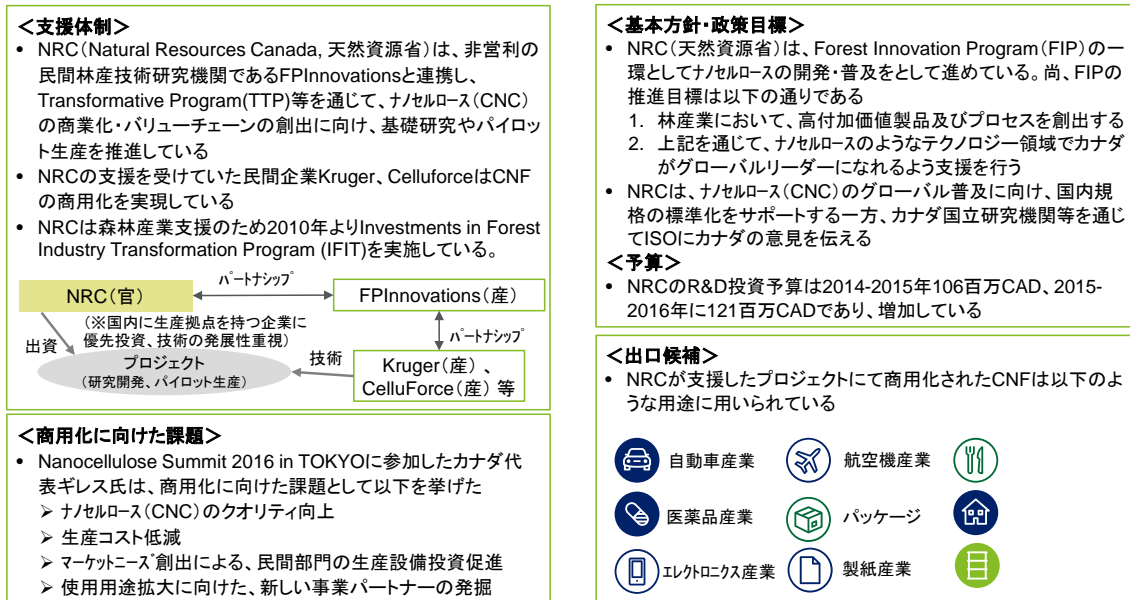 ＜支援体制＞
• NRC（Natural Resources Canada, 天然資源省）は、非営利の
民間林産技術研究機関であるFPInnovationsと連携し、
Transformative Program(TTP)等を通じて、ﾅﾉｾﾙﾛｰｽ（CNC）
の商業化・バリューチェーンの創出に向け、基礎研究やパイロッ
ト生産を推進している
• NRCの支援を受けていた民間企業Kruger、CelluforceはCNF
の商用化を実現している
• NRCは森林産業支援のため2010年よりInvestments in Forest
Industry Transformation Program (IFIT)を実施している。
NRC（官）
ﾊﾟｰﾄﾅｼｯﾌﾟ
FPInnovations（産）
（※国内に生産拠点を持つ企業に
優先投資、技術の発展性重視）
出資
プロジェクト
（研究開発、パイロット生産）
技術
ﾊﾟｰﾄﾅｼｯﾌﾟ
Kruger（産）、
CelluForce（産）等
＜商用化に向けた課題＞
• Nanocellulose Summit 2016 in TOKYOに参加したカナダ代
表ギレス氏は、商用化に向けた課題として以下を挙げた
➢ ﾅﾉｾﾙﾛｰｽ（CNC）のクオリティ向上
➢ 生産コスト低減
➢ ﾏｰｹｯﾄﾆｰｽﾞ創出による、民間部門の生産設備投資促進
➢ 使用用途拡大に向けた、新しい事業パートナーの発掘
＜基本方針・政策目標＞
• NRC（天然資源省）は、Forest Innovation Program（FIP）の一
環としてﾅﾉｾﾙﾛｰｽの開発・普及をとして進めている。尚、FIPの
推進目標は以下の通りである
1. 林産業において、高付加価値製品及びプロセスを創出する
2. 上記を通じて、ﾅﾉｾﾙﾛｰｽのようなテクノロジー領域でカナダ
がグローバルリーダーになれるよう支援を行う
• NRCは、ﾅﾉｾﾙﾛｰｽ（CNC）のグローバル普及に向け、国内規
格の標準化をサポートする一方、カナダ国立研究機関等を通じ
てISOにカナダの意見を伝える
＜予算＞
• NRCのR&D投資予算は2014-2015年106百万CAD、2015-
2016年に121百万CADであり、増加している
＜出口候補＞
• NRCが支援したプロジェクトにて商用化されたCNFは以下のよ
うな用途に用いられている
自動車産業
航空機産業
医薬品産業
パッケージ
ｴﾚｸﾄﾛﾆｸｽ産業
製紙産業